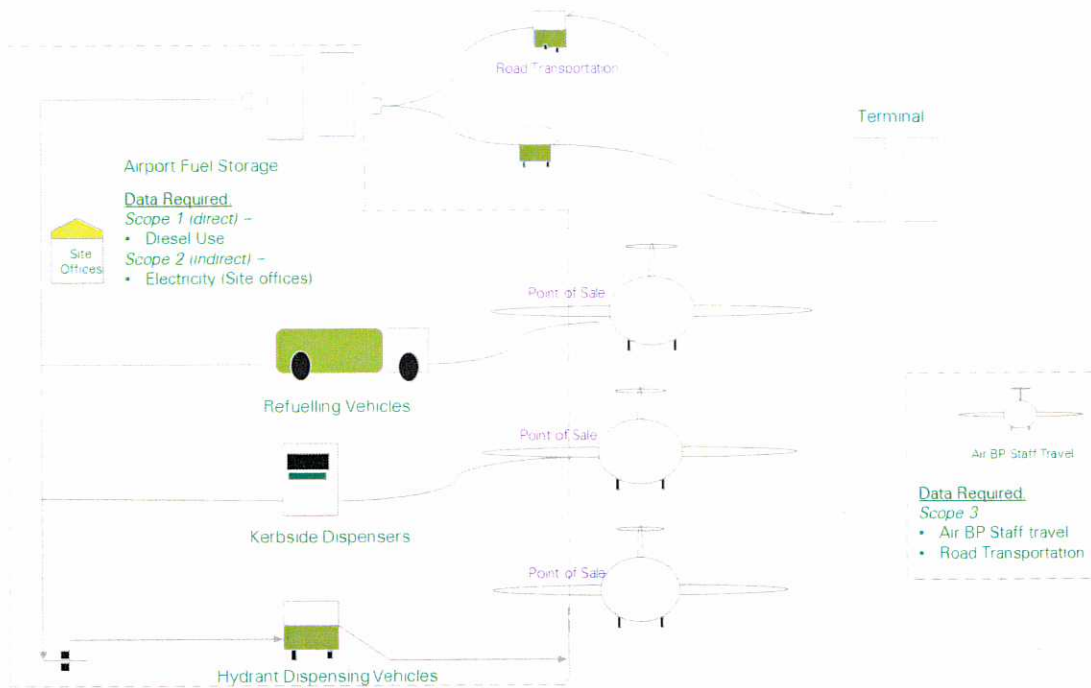 Road Transportation
Terminal
Airport Fuel Storage
Data Required.
Scope 1 (direct) –
• Diesel Use
Scope 2 (indirect) –
• Electricity (Site offices)
Site
Offices
Point of Sale
Refuelling Vehicles
Point of Sale
Kerbside Dispensers
Point of Sale
Hydrant Dispensing Vehicles
Air BP Staff Travel
Data Required.
Scope 3
• Air BP Staff travel
• Road Transportation